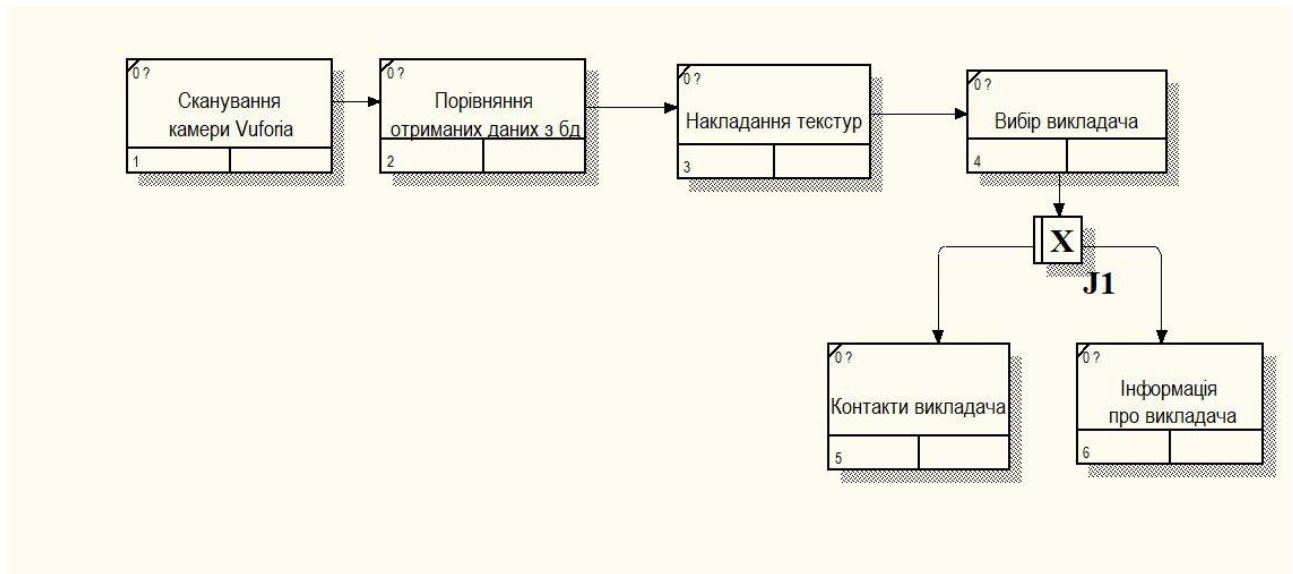 0 ?
Сканування
камери Vuforia
1
0 ?
Порівняння
отриманих даних з бд
2
0 ?
Накладання текстур
3
0 ?
Вибір викладача
4
X
J1
0 ?
Контакти викладача
5
0 ?
Інформація
про викладача
6